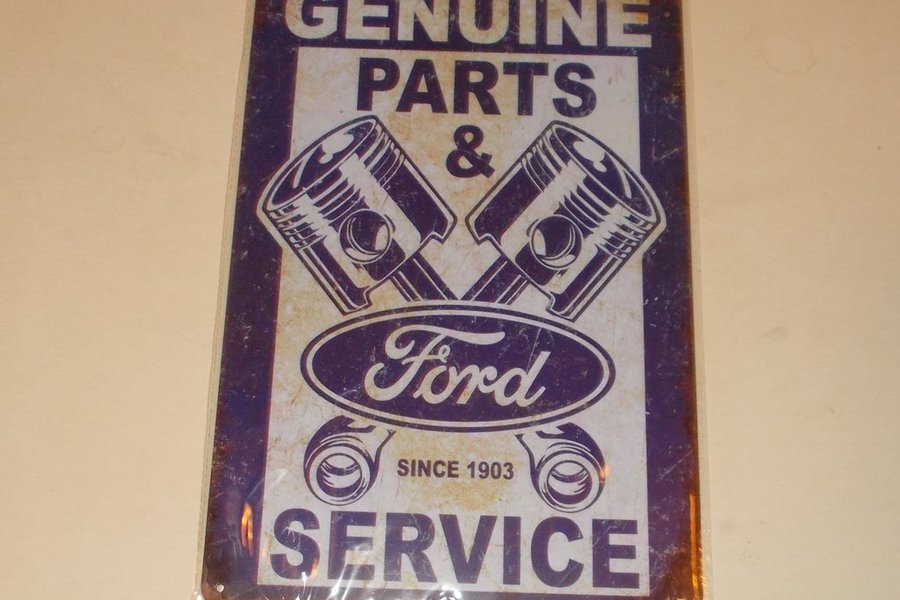 GENUINE
PARTS
&
Ford
SINCE 1903
SERVICE